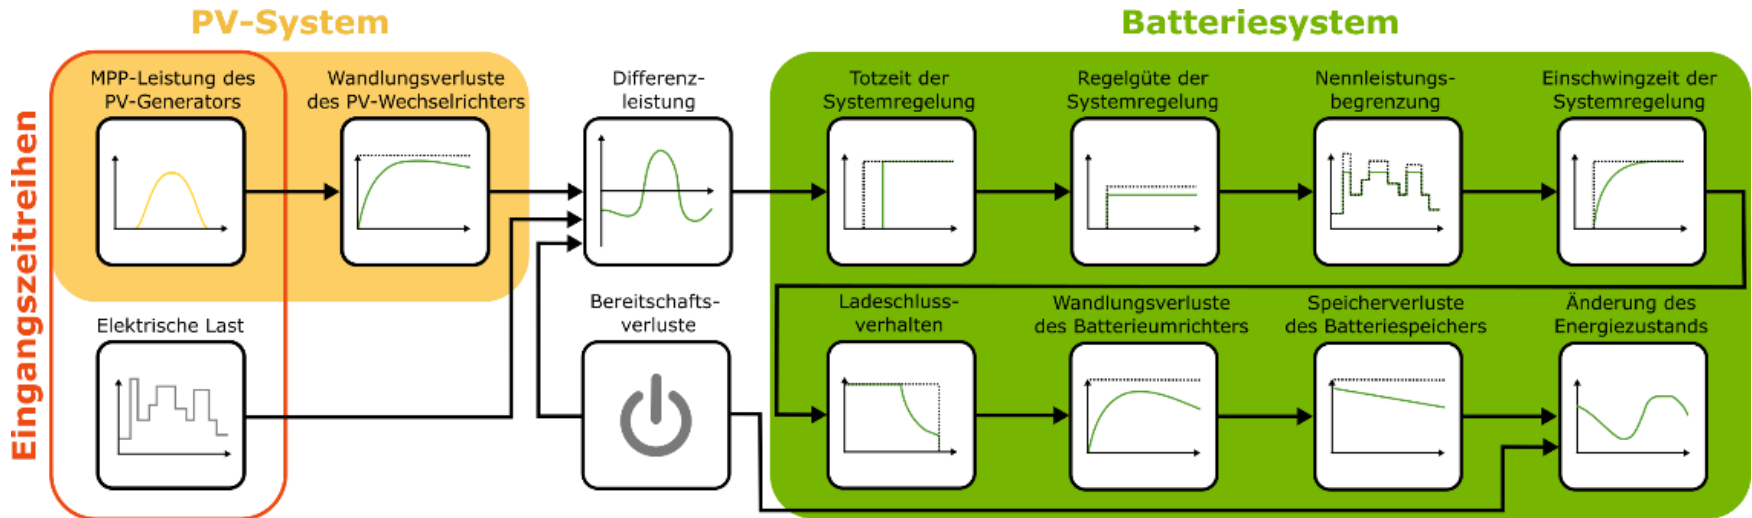 PV-System
Batteriesystem
Eingangszeitreihen
MPP-Leistung des
PV-Generators
Wandlungsverluste
des PV-Wechselrichters
Differenz-
leistung
Totzeit der
Systemregelung
Regelgüte der
Systemregelung
Nennleistungs-
begrenzung
Einschwingzeit der
Systemregelung
Elektrische Last
Bereitschafts-
verluste
Ladeschluss-
verhalten
Wandlungsverluste
des Batterieumrichters
Speicherverluste
des Batteriespeichers
Änderung des
Energiezustands